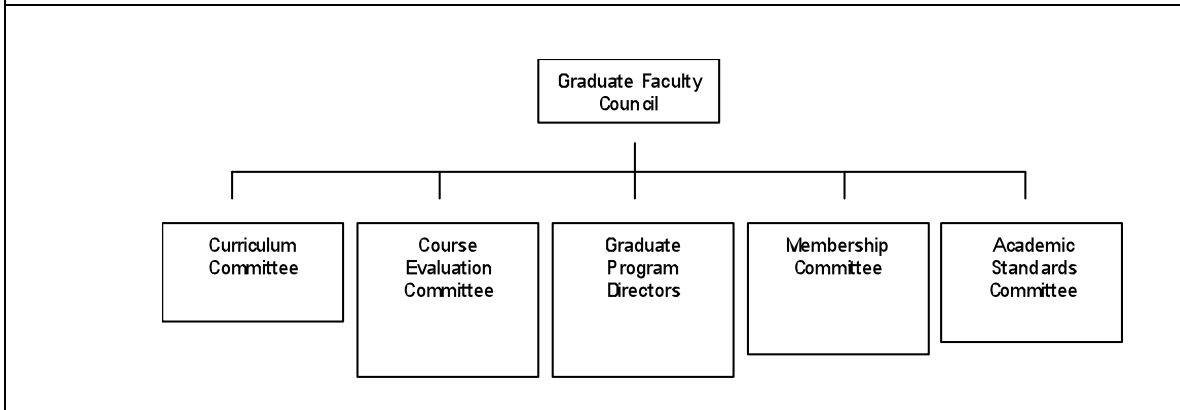 Graduate Faculty
Council
Curriculum
Committee
Course
Evaluation
Committee
Graduate
Program
Directors
Membership
Committee
Academic
Standards
Committee